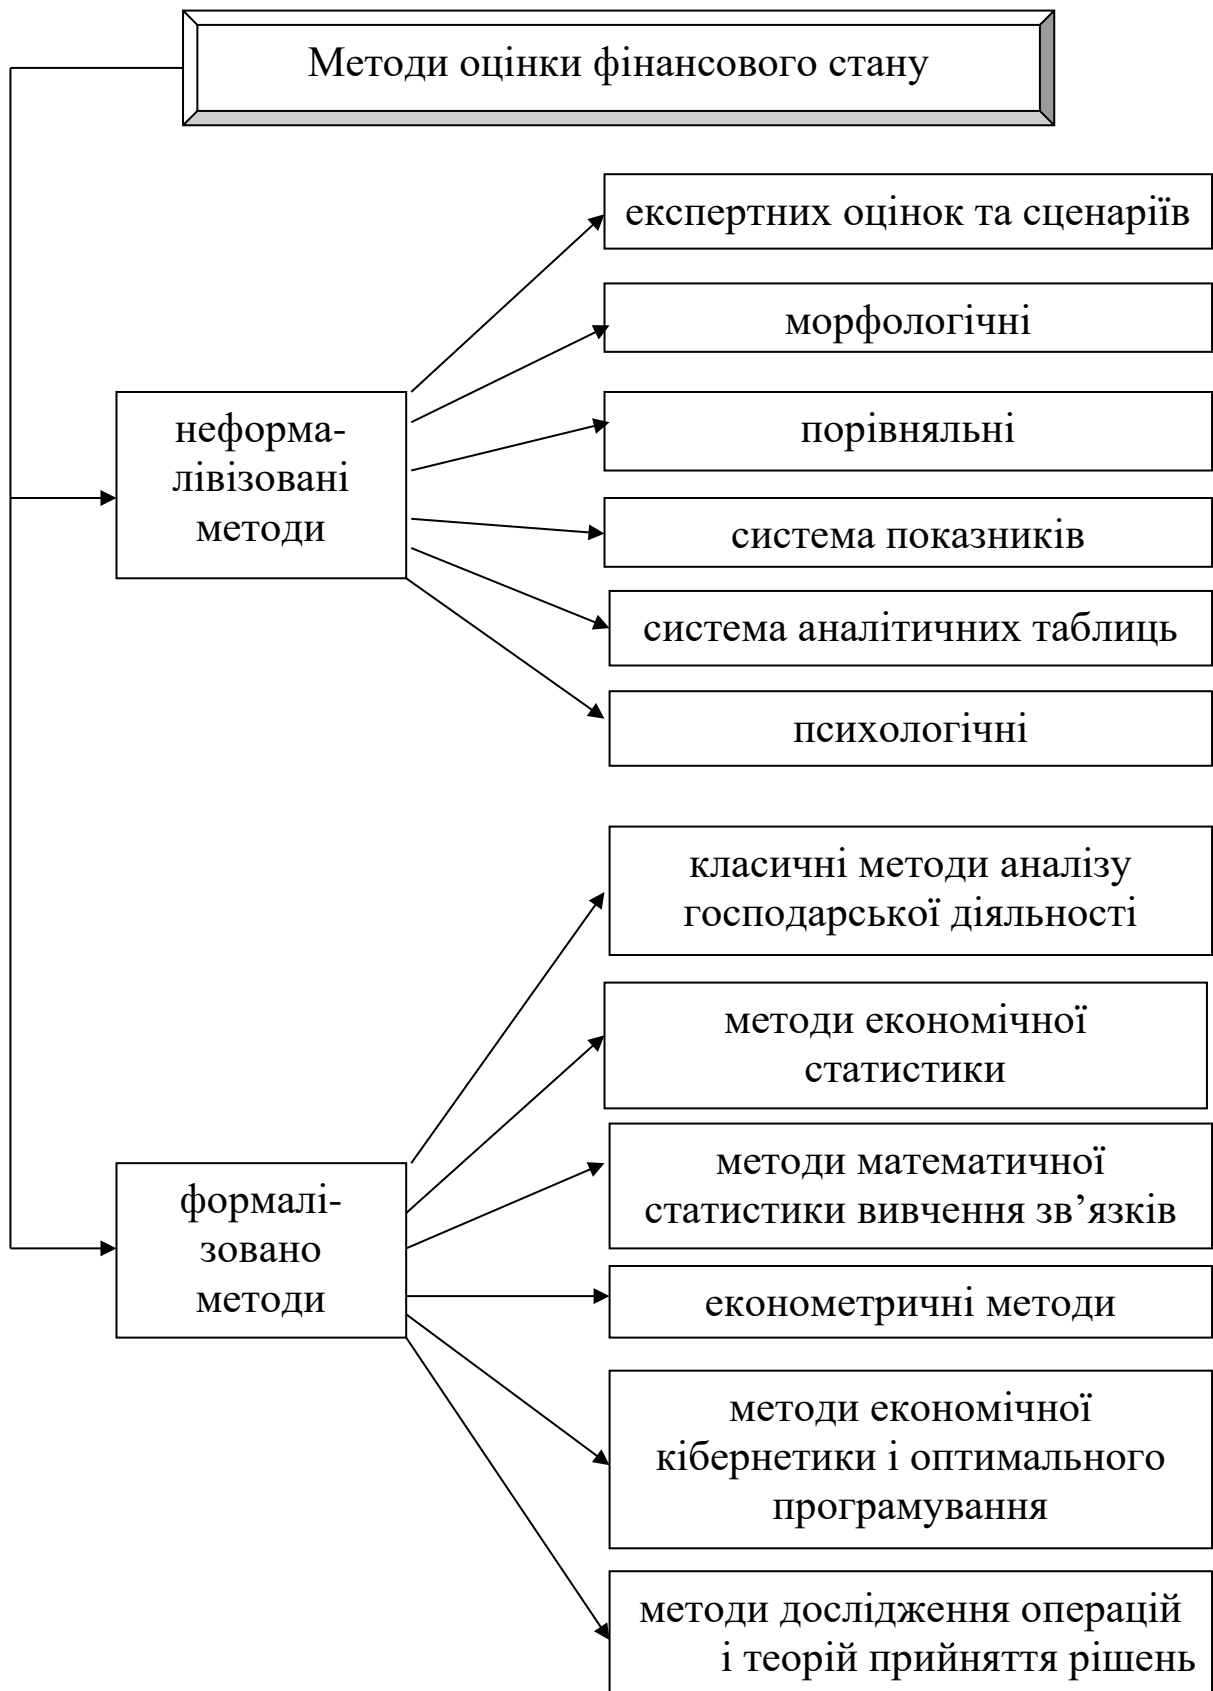 Методи оцінки фінансового стану
експертних оцінок та сценаріїв
морфологічні
неформа-
лівізовані
методи
порівняльні
система показників
система аналітичних таблиць
психологічні
класичні методи аналізу
господарської діяльності
методи економічної
статистики
формалі-
зовано
методи
методи математичної
статистики вивчення зв’язків
економетричні методи
методи економічної
кібернетики і оптимального
програмування
методи дослідження операцій
і теорій прийняття рішень